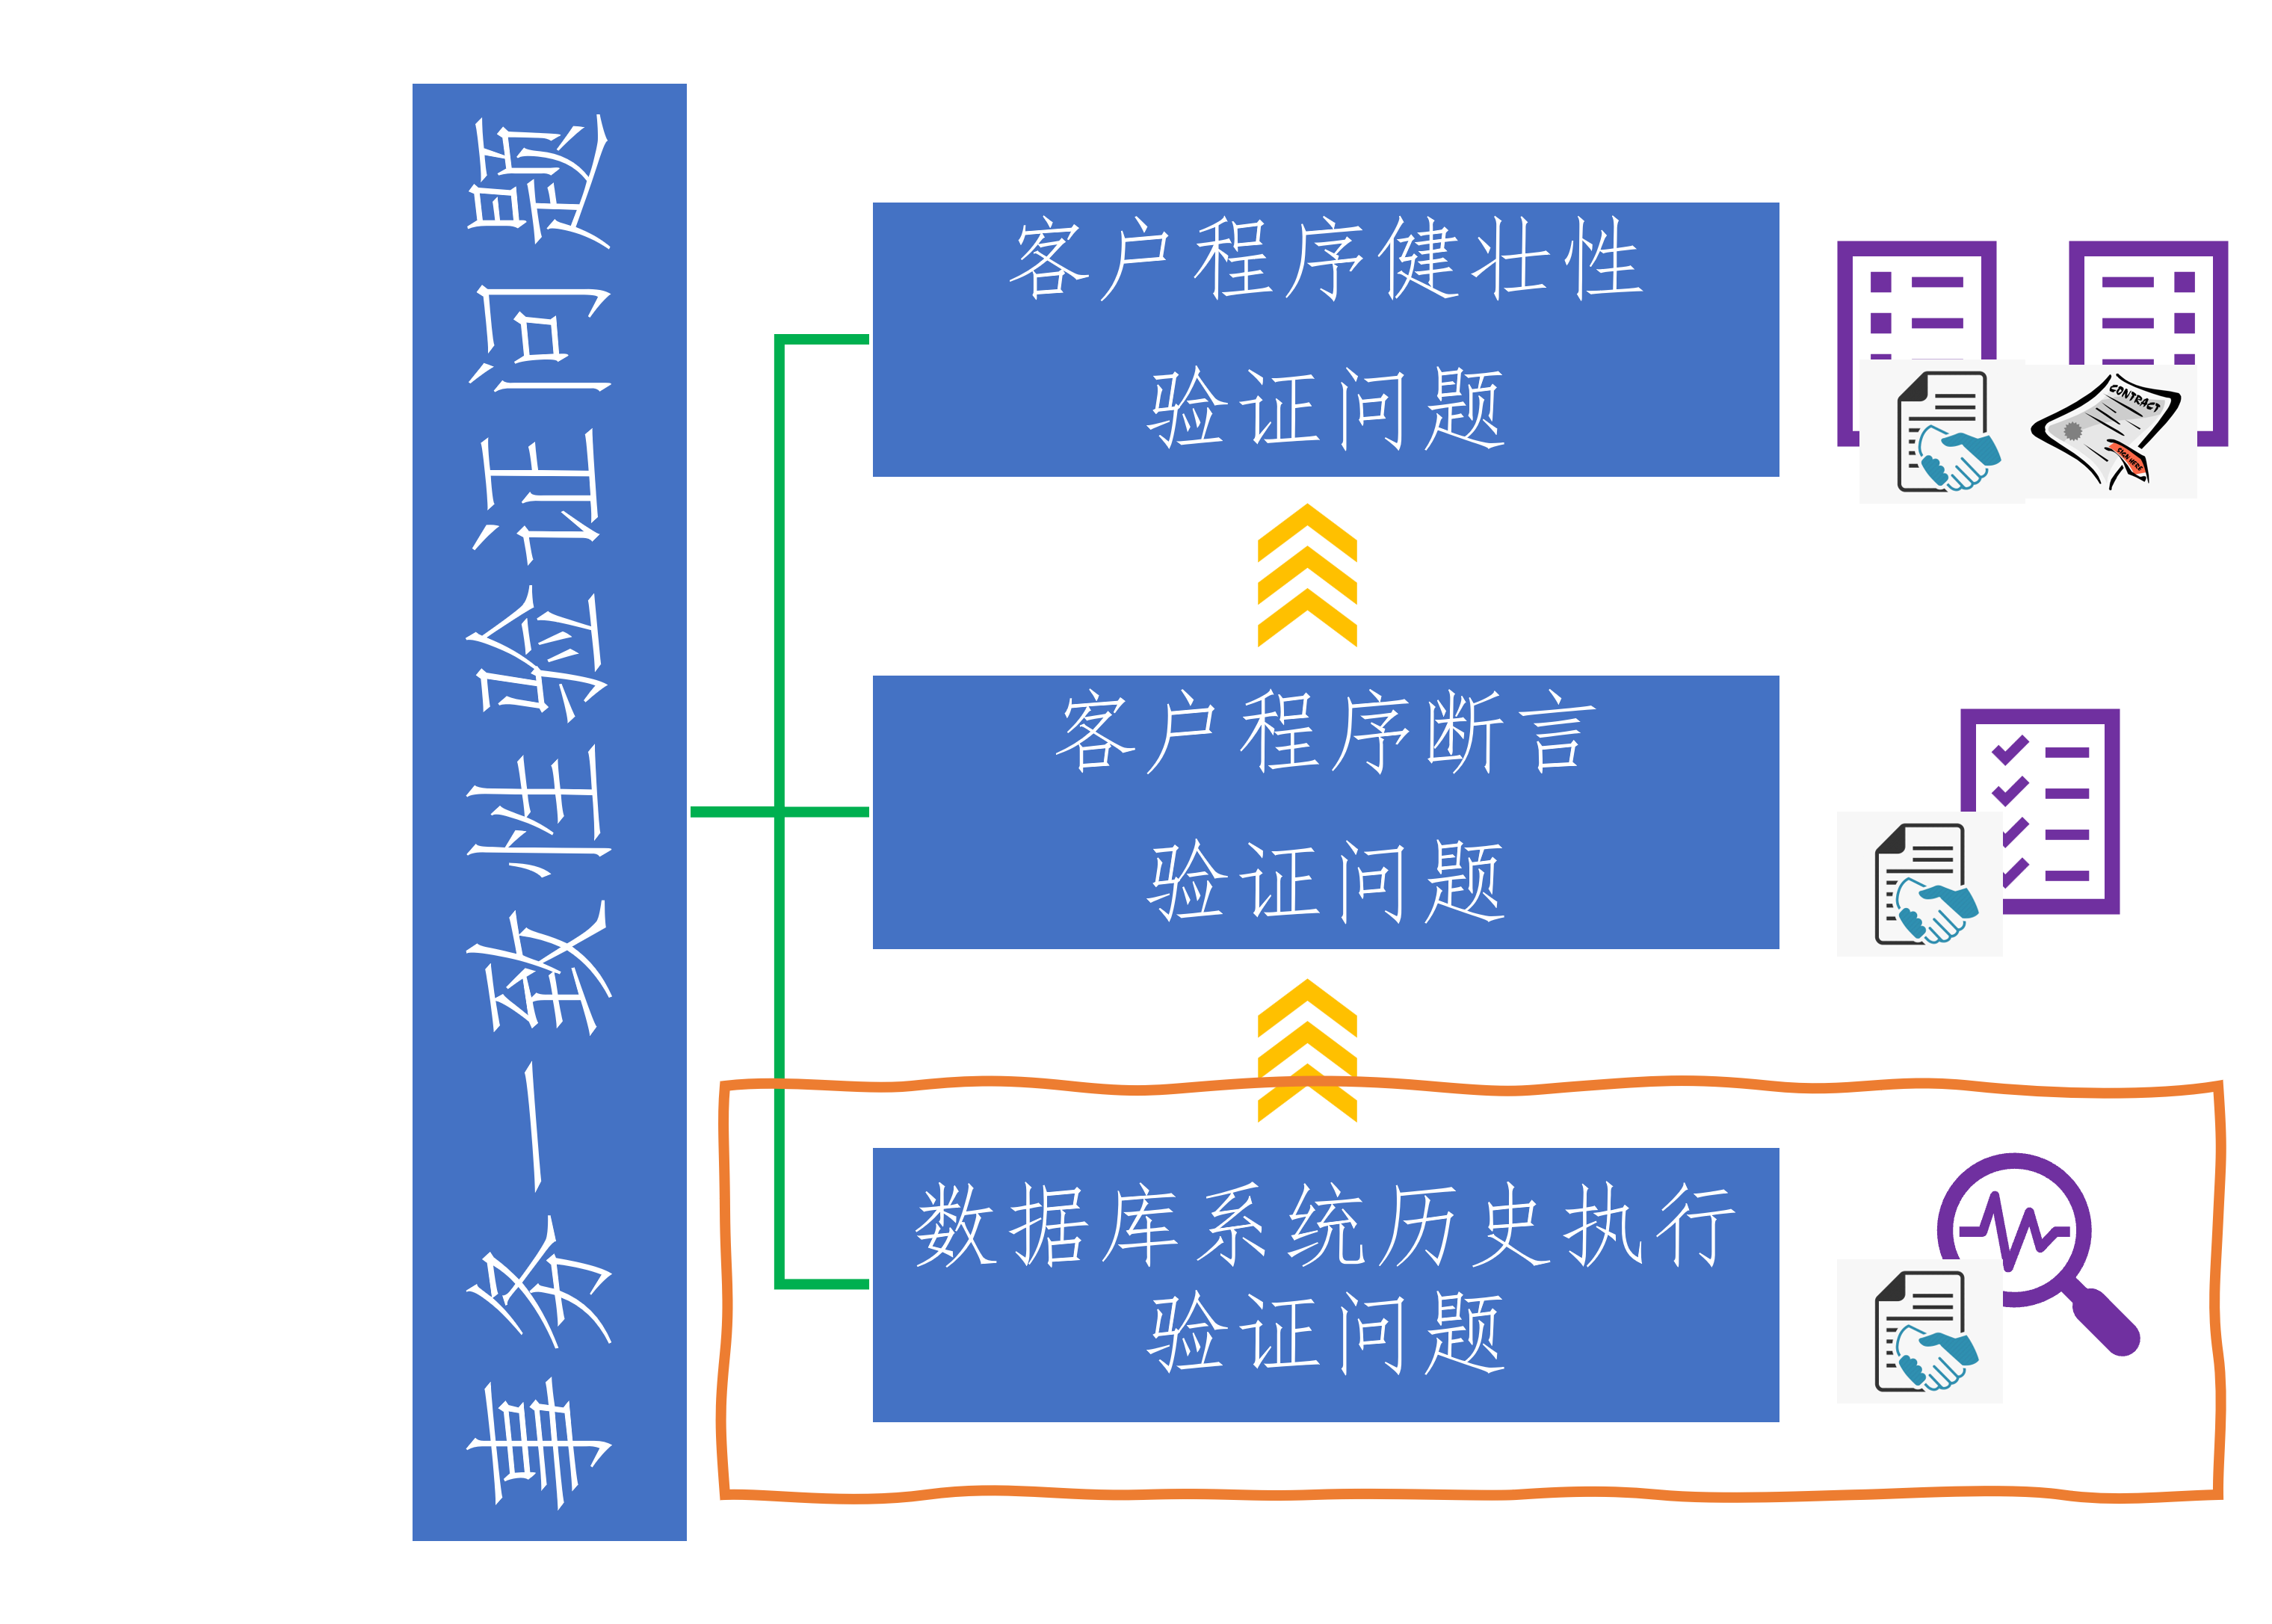 事务一致性验证问题
客户程序健壮性
验证问题
CONTRACT
SIGN HERE
客户程序断言
验证问题
数据库系统历史执行
验证问题